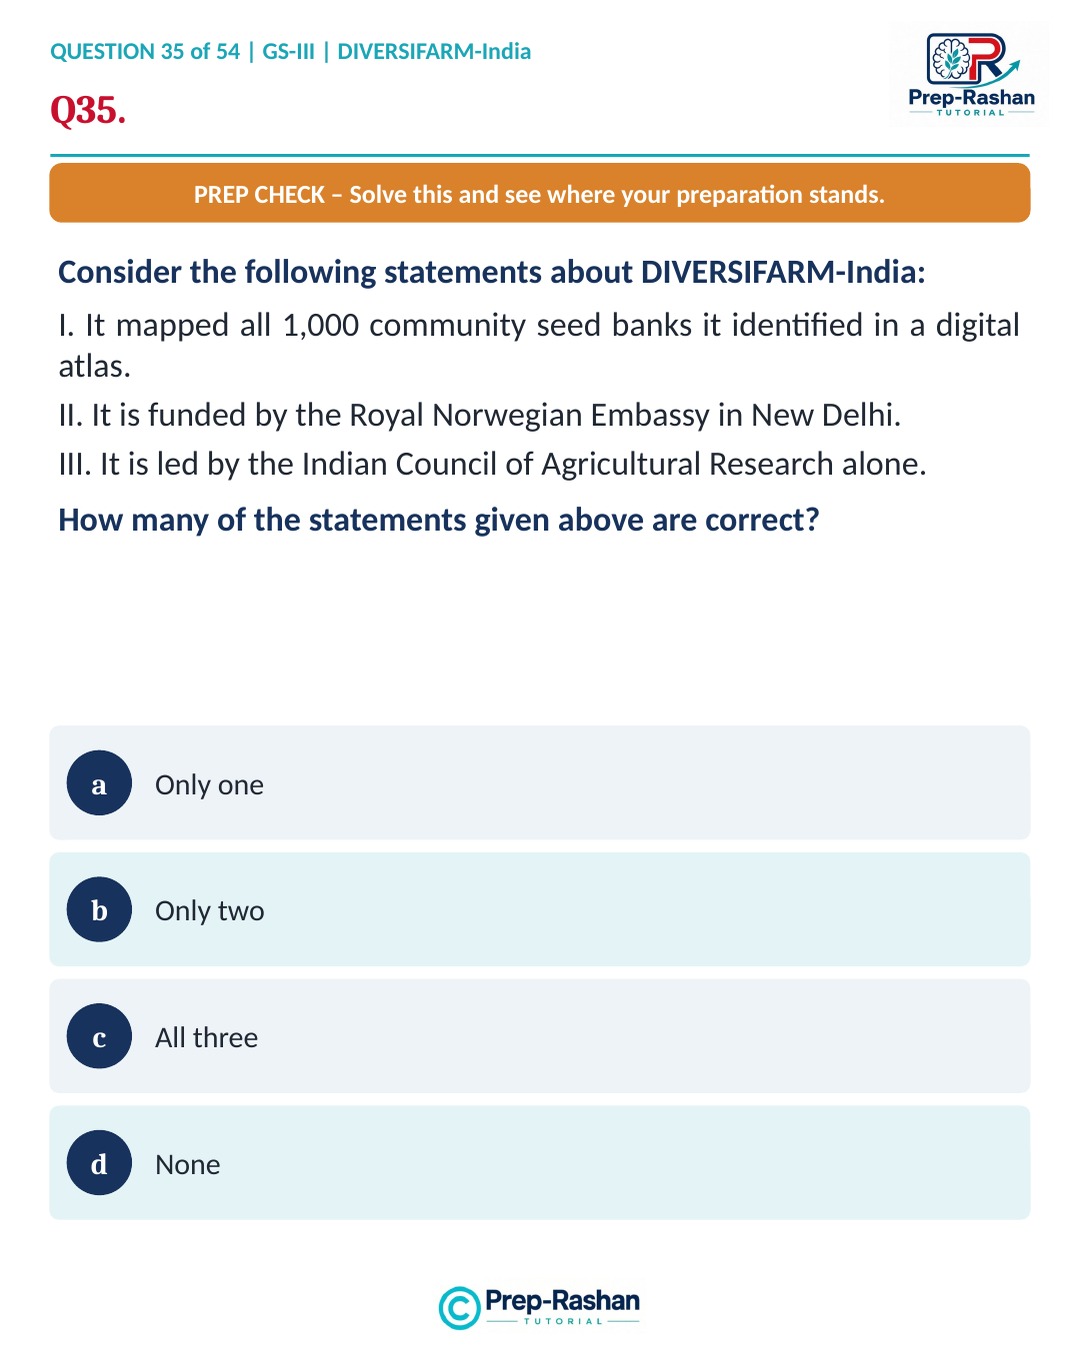 QUESTION 35 of 54 | GS-III | DIVERSIFARM-India
Q35.
Prep-Rashan
TUTORIAL
PREP CHECK – Solve this and see where your preparation stands.
Consider the following statements about DIVERSIFARM-India:
I. It mapped all 1,000 community seed banks it identified in a digital
atlas.
II. It is funded by the Royal Norwegian Embassy in New Delhi.
III. It is led by the Indian Council of Agricultural Research alone.
How many of the statements given above are correct?
a Only one
b Only two
c All three
d None
© Prep-Rashan
TUTORIAL